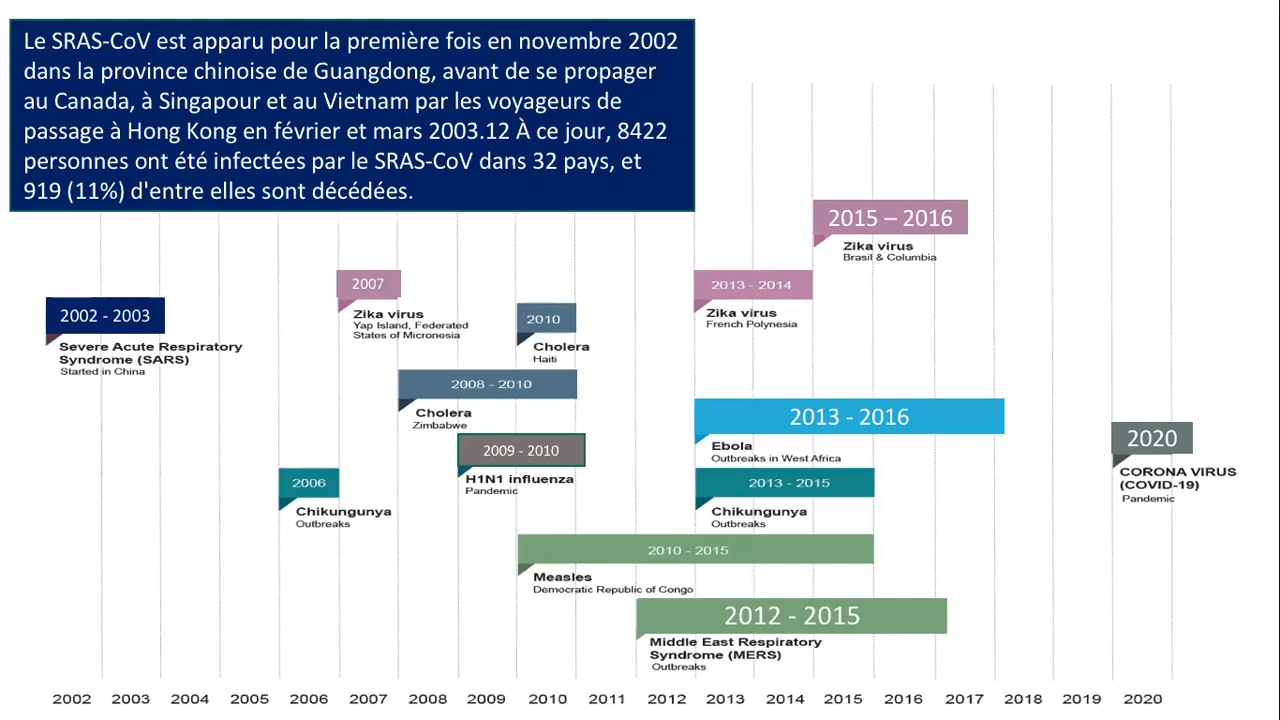 Le SRAS-CoV est apparu pour la première fois en novembre 2002
dans la province chinoise de Guangdong, avant de se propager
au Canada, à Singapour et au Vietnam par les voyageurs de
passage à Hong Kong en février et mars 2003.12 À ce jour, 8422
personnes ont été infectées par le SRAS-CoV dans 32 pays, et
919 (11%) d'entre elles sont décédées.
2015 – 2016
Zika virus
Brasil & Columbia
2007
Zika virus
Yap Island, Federated
States of Micronesia
2013 - 2014
Zika virus
French Polynesia
2002 - 2003
Severe Acute Respiratory
Syndrome (SARS)
Started in China
2010
Cholera
Haiti
2008 - 2010
Cholera
Zimbabwe
2013 - 2016
Ebola
Outbreaks in West Africa
2020
CORONA VIRUS
(COVID-19)
Pandemic
2009 - 2010
H1N1 influenza
Pandemic
2006
Chikungunya
Outbreaks
2013 - 2015
Chikungunya
Outbreaks
2010 - 2015
Measles
Democratic Republic of Congo
2012 - 2015
Middle East Respiratory
Syndrome (MERS)
Outbreaks
2002 2003 2004 2005 2006 2007 2008 2009 2010 2011 2012 2013 2014 2015 2016 2017 2018 2019 2020